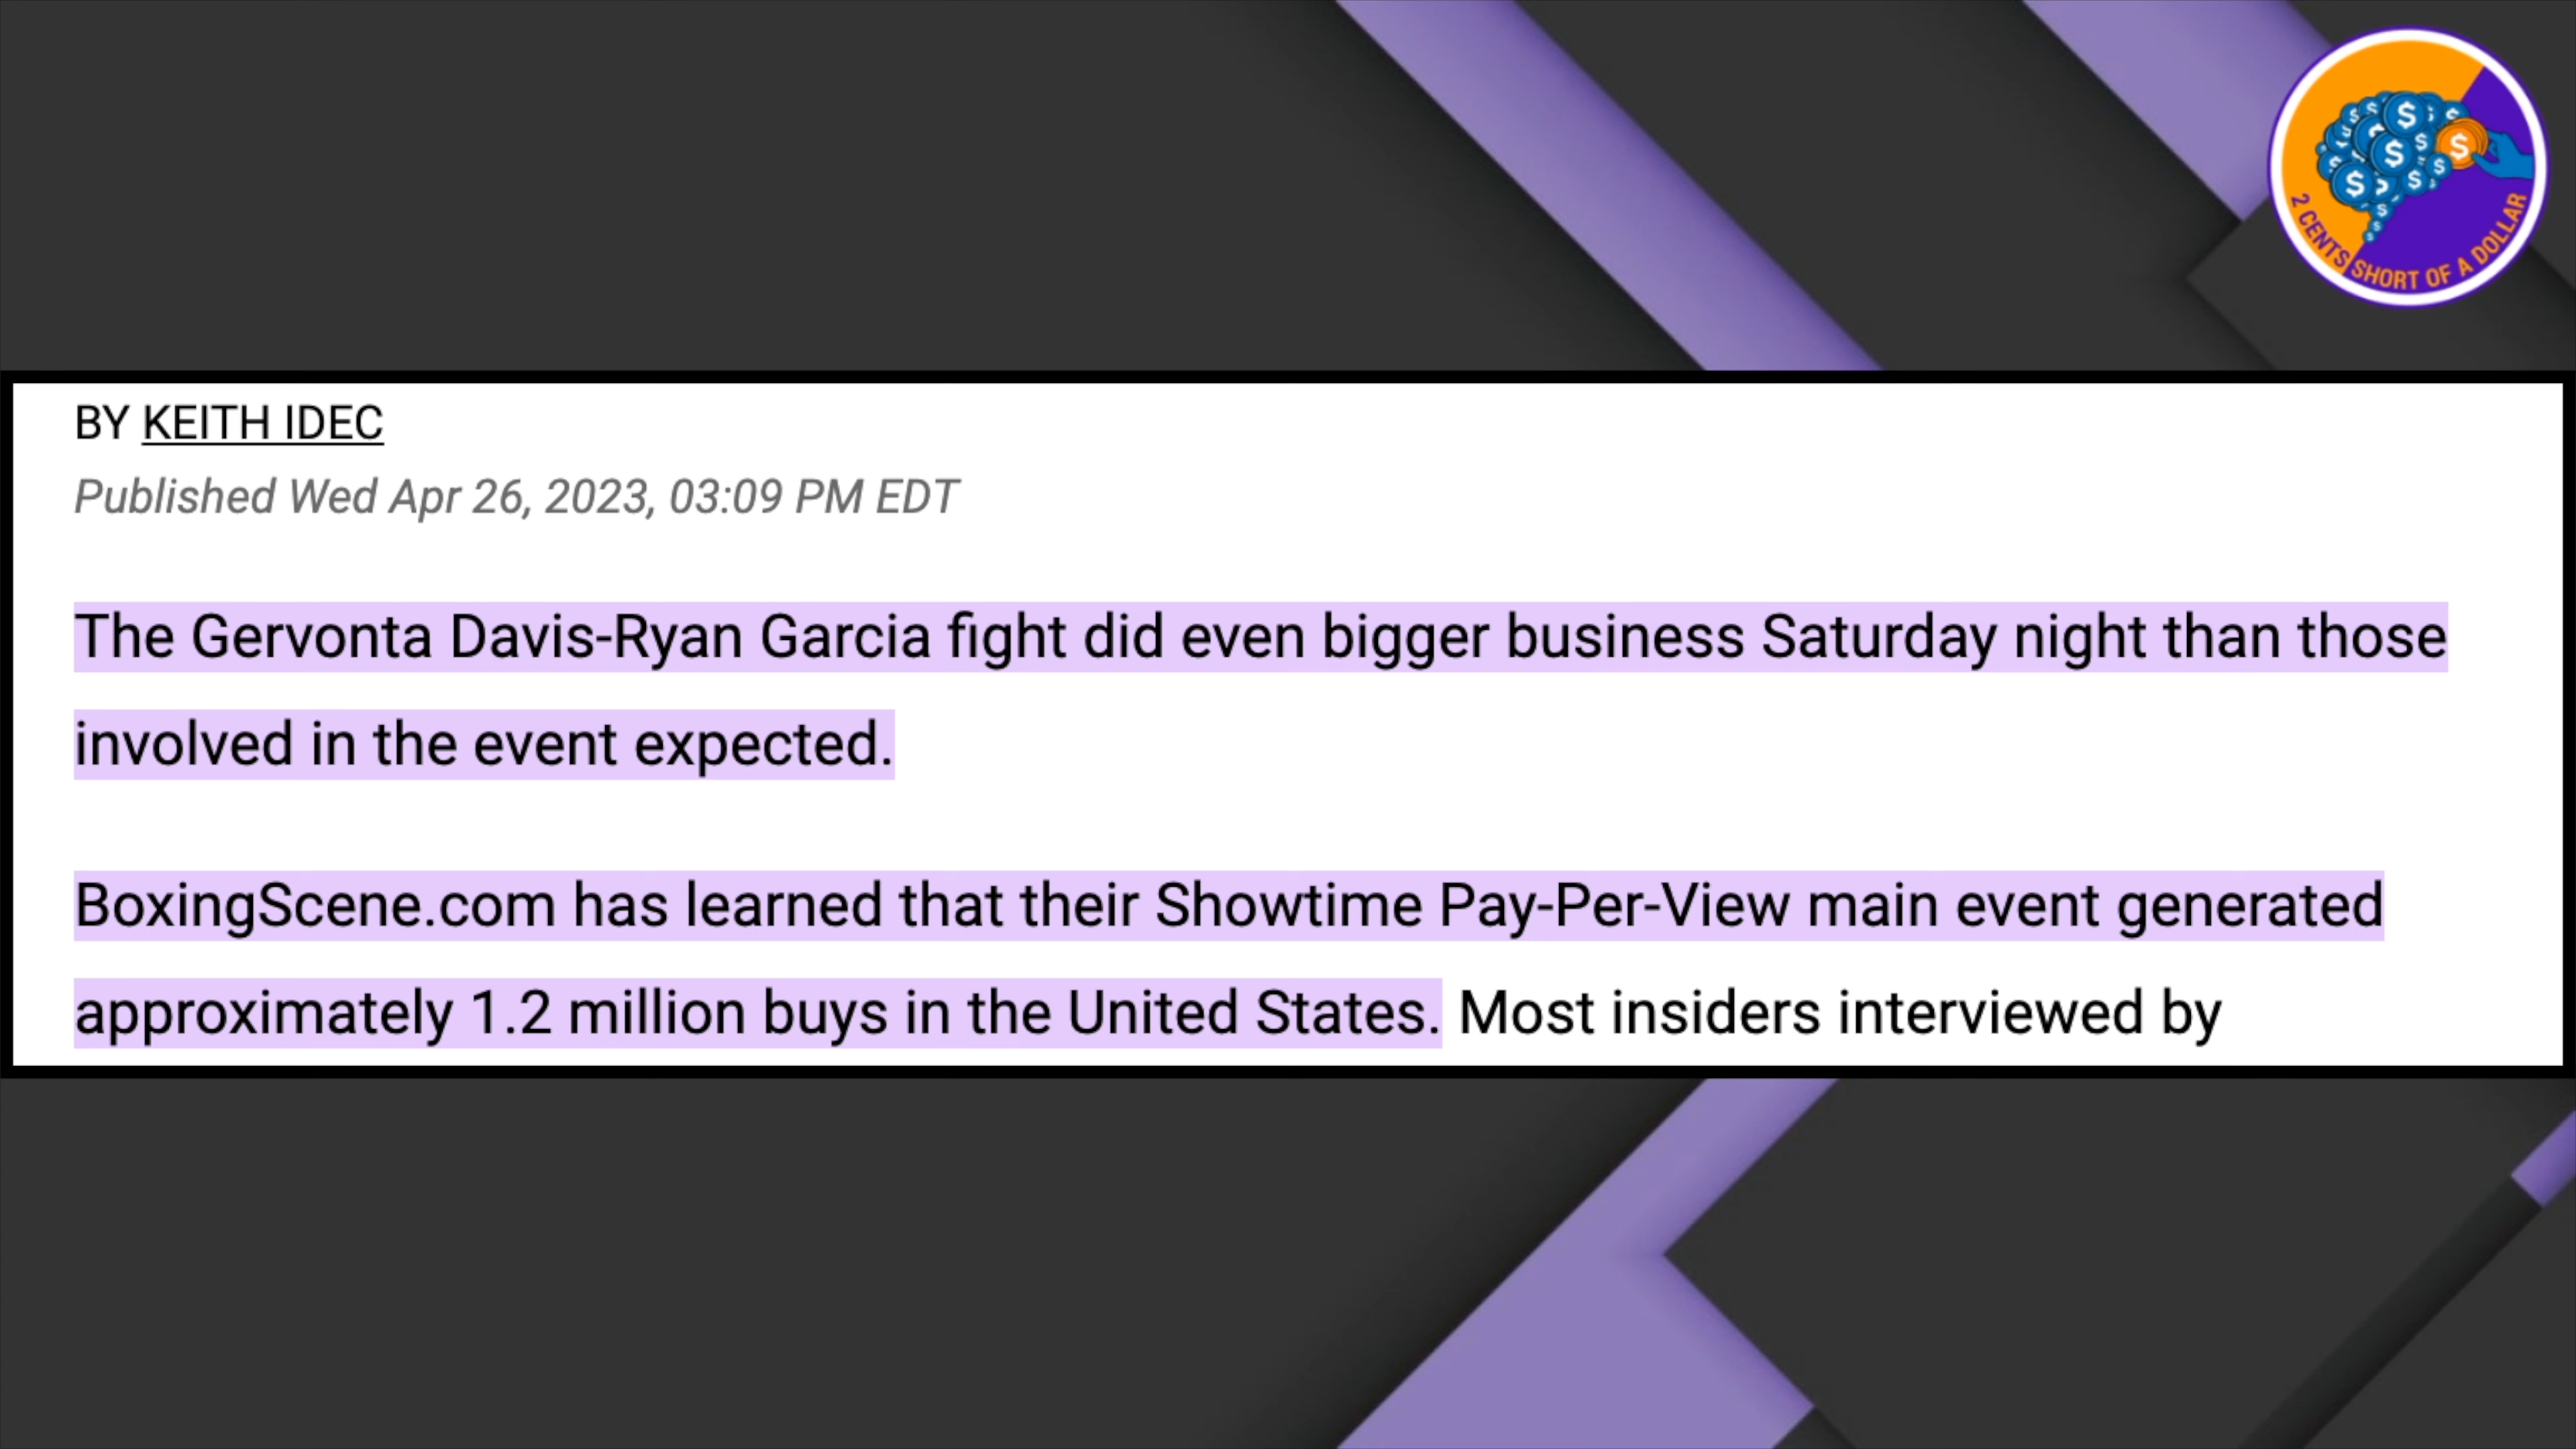 2 CENTS SHORT OF A DOLLAR
BY KEITH IDEC
Published Wed Apr 26, 2023, 03:09 PM EDT
The Gervonta Davis-Ryan Garcia fight did even bigger business Saturday night than those
involved in the event expected.
BoxingScene.com has learned that their Showtime Pay-Per-View main event generated
approximately 1.2 million buys in the United States. Most insiders interviewed by